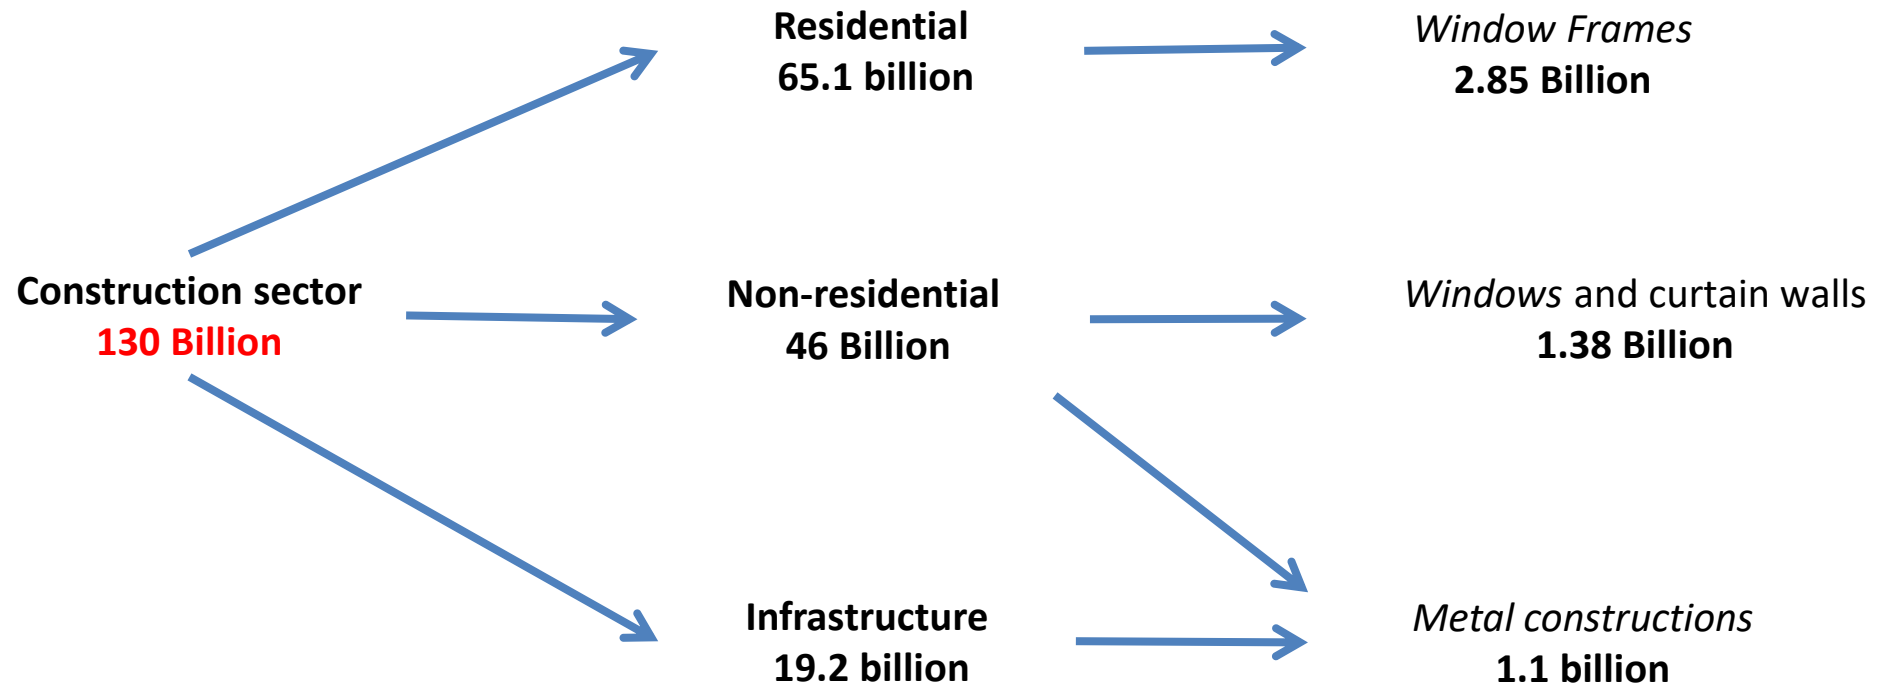 Residential
65.1 billion
Window Frames
2.85 Billion
Construction sector
130 Billion
Non-residential
46 Billion
Windows and curtain walls
1.38 Billion
Infrastructure
19.2 billion
Metal constructions
1.1 billion